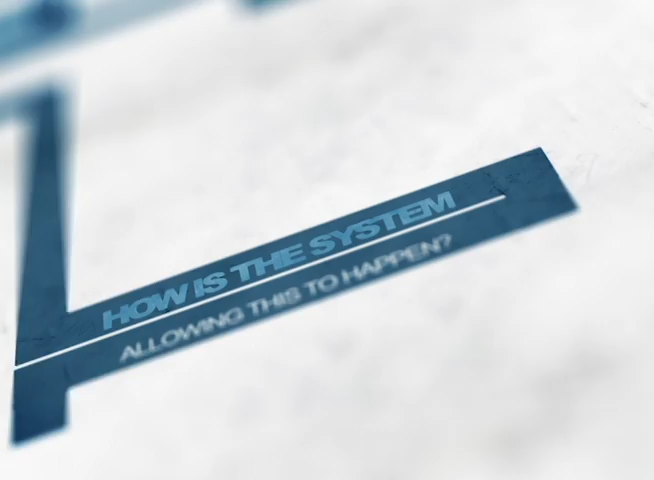 HOW IS THE SYSTEM
ALLOWING THIS TO HAPPEN?